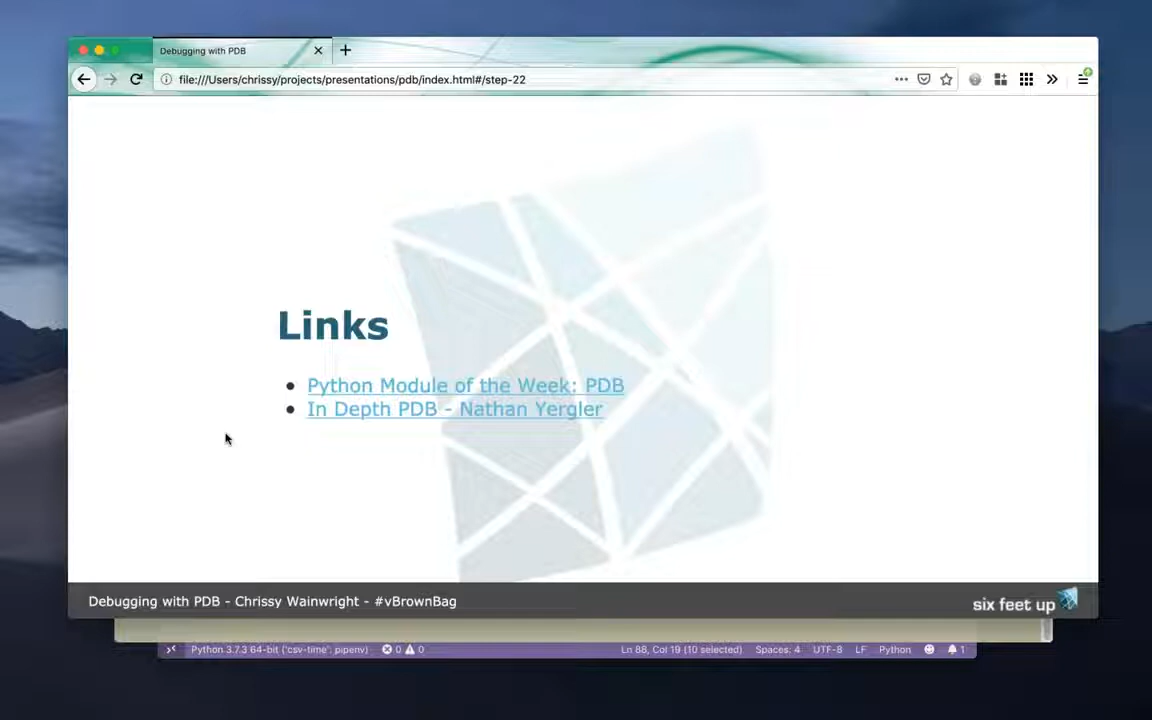 Debugging with PDB
file:///Users/chrissy/projects/presentations/pdb/index.html#/step-22
Links
Python Module of the Week: PDB
In Depth PDB - Nathan Yergler
Debugging with PDB - Chrissy Wainwright - #vBrownBag
six feet up
Python 3.7.3 64-bit ('csv-time': pipenv) 0 0 Ln 88, Col 19 (10 selected) Spaces: 4 UTF-8 LF Python 1